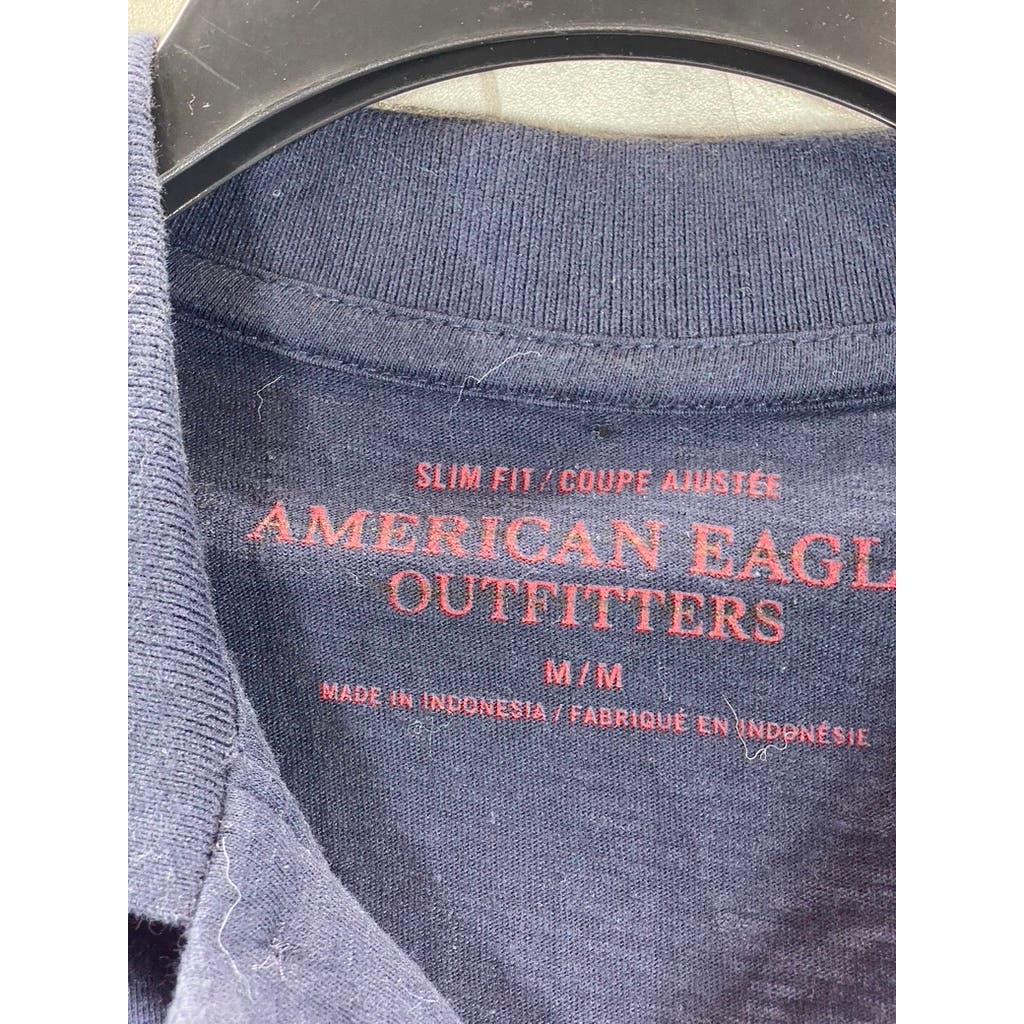 SLIM FIT / COUPE AJUSTÉE
AMERICAN EAGL
OUTFITTERS
M / M
MADE IN INDONESIA / FABRIQUÉ EN INDONÉSIE